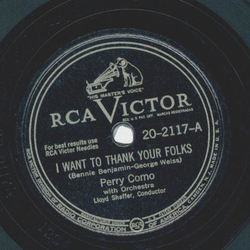 "HIS MASTER'S VOICE"
RCA VICTOR
For best results use
RCA Victor Needles
20-2117-A
I WANT TO THANK YOUR FOLKS
(Bennie Benjamin-George Weiss)
Perry Como
with Orchestra
Lloyd Shaffer, Conductor